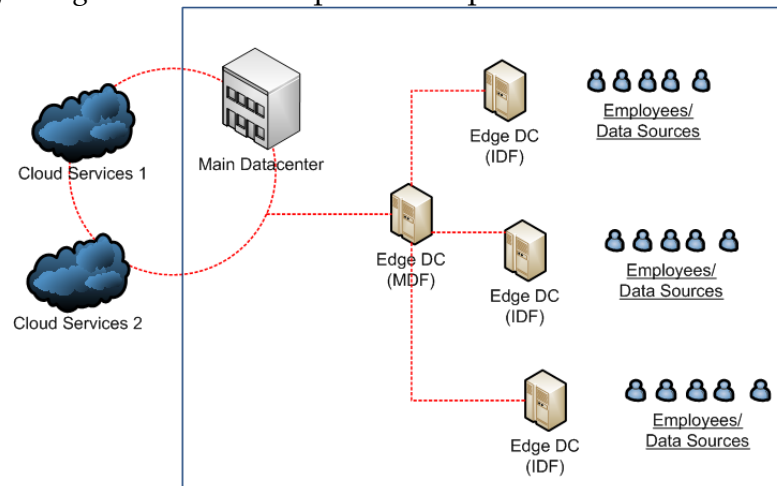 Cloud Services 1
Main Datacenter
Cloud Services 2
Edge DC
(MDF)
Edge DC
(IDF)
Employees/
Data Sources
Edge DC
(IDF)
Employees/
Data Sources
Edge DC
(IDF)
Employees/
Data Sources